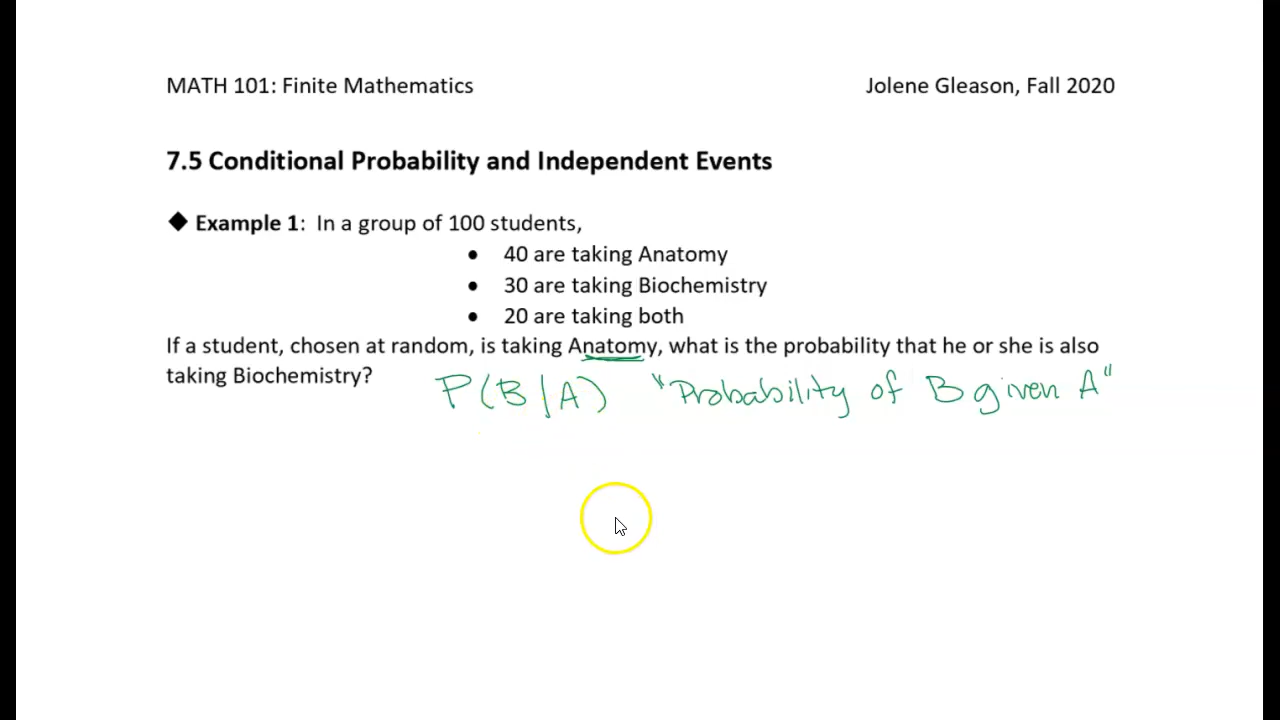 MATH 101: Finite Mathematics Jolene Gleason, Fall 2020
7.5 Conditional Probability and Independent Events
◆ Example 1: In a group of 100 students,
• 40 are taking Anatomy
• 30 are taking Biochemistry
• 20 are taking both
If a student, chosen at random, is taking Anatomy, what is the probability that he or she is also
taking Biochemistry? P(B|A) "Probability of B given A"